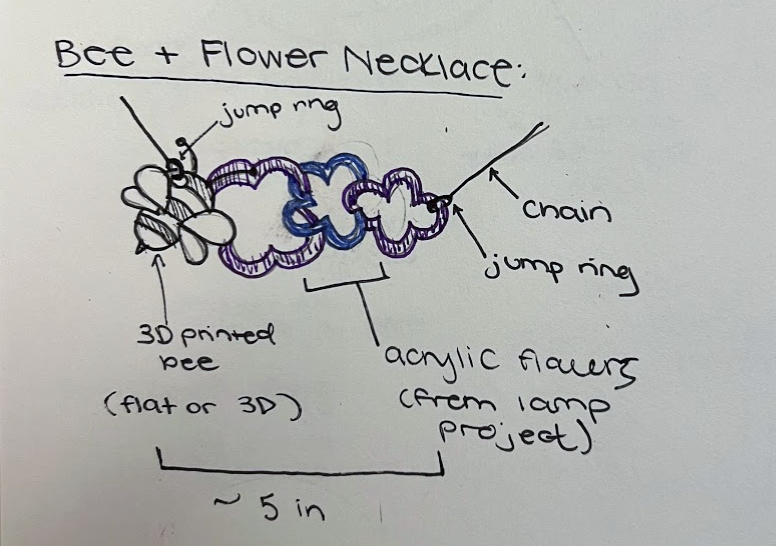 Bee + Flower Necklace:
jump ring
chain
jump ring
3D printed
bee
(flat or 3D)
acrylic flowers
(from lamp
project)
~ 5 in